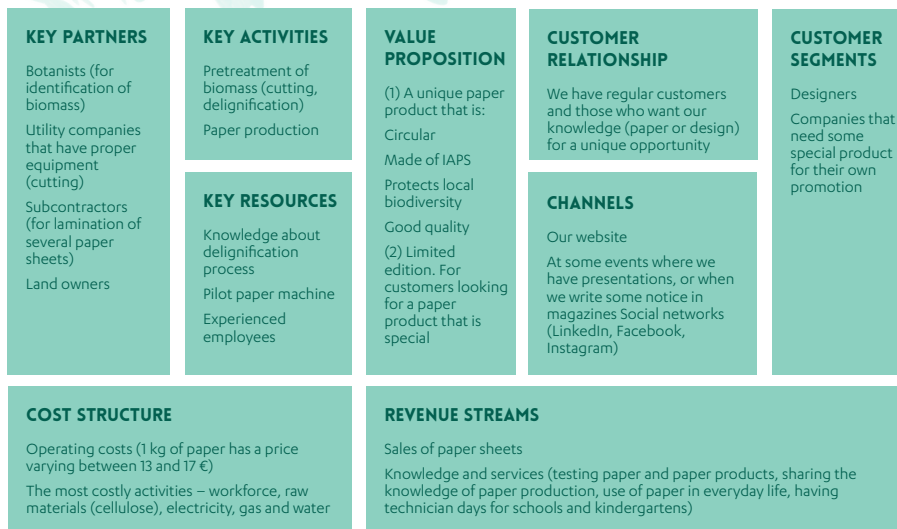 KEY PARTNERS
Botanists (for
identification of
biomass)
Utility companies
that have proper
equipment
(cutting)
Subcontractors
(for lamination of
several paper
sheets)
Land owners
KEY ACTIVITIES
Pretreatment of
biomass (cutting,
delignification)
Paper production
KEY RESOURCES
Knowledge about
delignification
process
Pilot paper machine
Experienced
employees
VALUE
PROPOSITION
(1) A unique paper
product that is:
Circular
Made of IAPS
Protects local
biodiversity
Good quality
(2) Limited
edition. For
customers looking
for a paper
product that is
special
CUSTOMER
RELATIONSHIP
We have regular customers
and those who want our
knowledge (paper or design)
for a unique opportunity
CHANNELS
Our website
At some events where we
have presentations, or when
we write some notice in
magazines Social networks
(LinkedIn, Facebook,
Instagram)
CUSTOMER
SEGMENTS
Designers
Companies that
need some
special product
for their own
promotion
COST STRUCTURE
Operating costs (1 kg of paper has a price
varying between 13 and 17 €)
The most costly activities – workforce, raw
materials (cellulose), electricity, gas and water
REVENUE STREAMS
Sales of paper sheets
Knowledge and services (testing paper and paper products, sharing the
knowledge of paper production, use of paper in everyday life, having
technician days for schools and kindergartens)